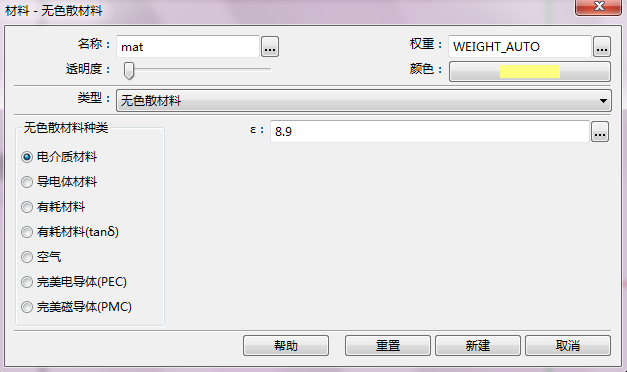 材料 - 无色散材料
名称： mat ... 权重： WEIGHT_AUTO ...
透明度： 颜色：
类型： 无色散材料
无色散材料种类 ε： 8.9 ...
电介质材料
导电体材料
有耗材料
有耗材料(tanδ)
空气
完美电导体(PEC)
完美磁导体(PMC)
帮助 重置 新建 取消